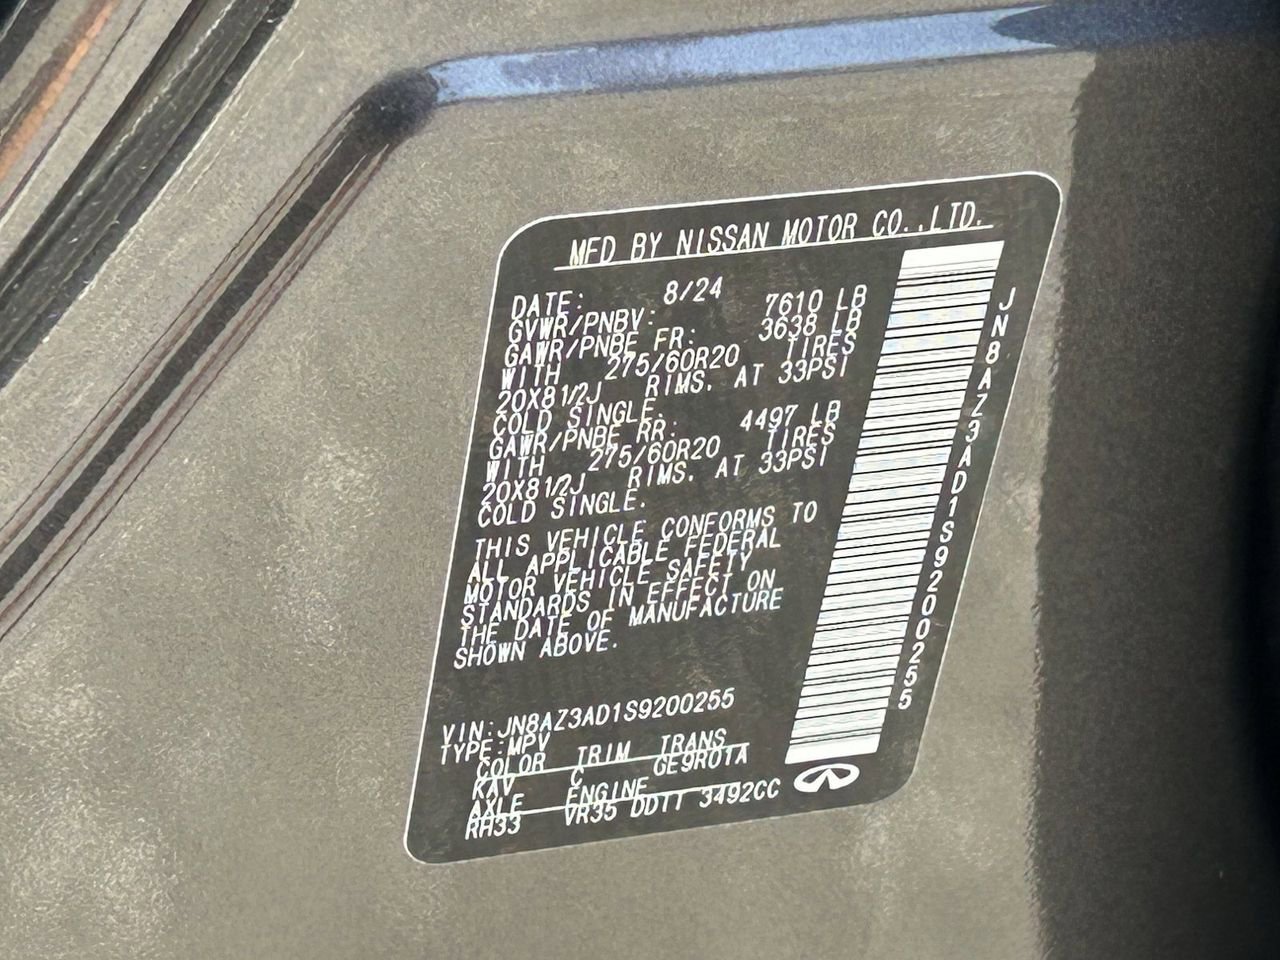 MFD BY NISSAN MOTOR CO.,LTD.
DATE: 8/24
GVWR/PNBV: 7610 LB
GAWR/PNBE FR: 3638 LB
WITH 275/60R20 TIRES
20X81/2J RIMS, AT 33PSI
COLD SINGLE.
GAWR/PNBE RR: 4497 LB
WITH 275/60R20 TIRES
20X81/2J RIMS, AT 33PSI
COLD SINGLE.
THIS VEHICLE CONFORMS TO
ALL APPLICABLE FEDERAL
MOTOR VEHICLE SAFETY
STANDARDS IN EFFECT ON
THE DATE OF MANUFACTURE
SHOWN ABOVE.
VIN:JN8AZ3AD1S9200255
TYPE:MPV
COLOR TRIM TRANS
KAV C GE9R01A
AXLE ENGINE
RH33 VR35 DDTT 3492CC
JN8AZ3AD1S9200255